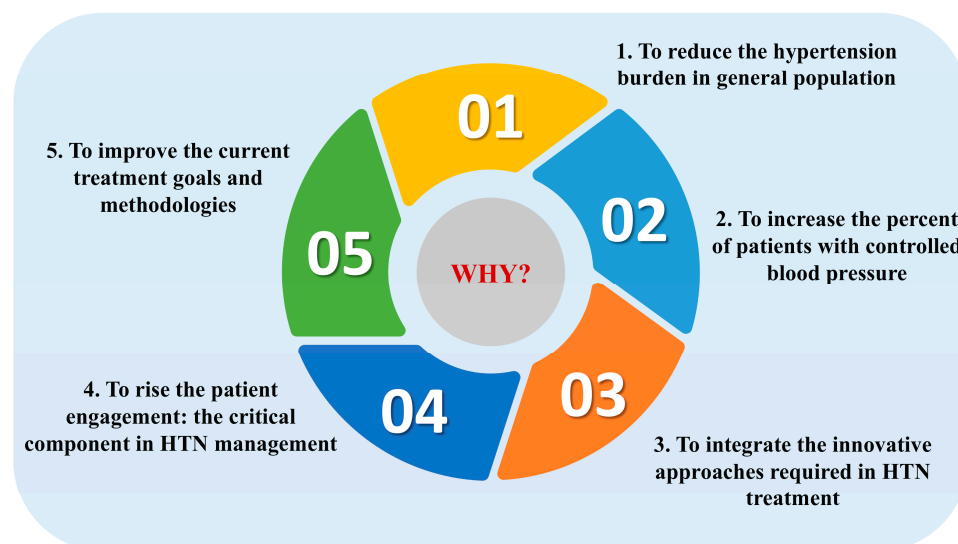 01
1. To reduce the hypertension
burden in general population
02
2. To increase the percent
of patients with controlled
blood pressure
03
3. To integrate the innovative
approaches required in HTN
treatment
04
4. To rise the patient
engagement: the critical
component in HTN management
05
5. To improve the current
treatment goals and
methodologies
WHY?